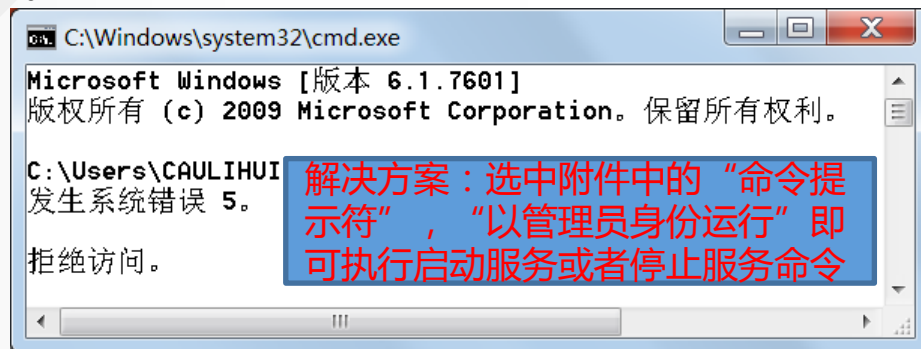 C:\Windows\system32\cmd.exe
Microsoft Windows [版本 6.1.7601]
版权所有 (c) 2009 Microsoft Corporation。保留所有权利。
C:\Users\CAULIHUI
发生系统错误 5。
拒绝访问。
解决方案：选中附件中的“命令提
示符”，“以管理员身份运行”即
可执行启动服务或者停止服务命令